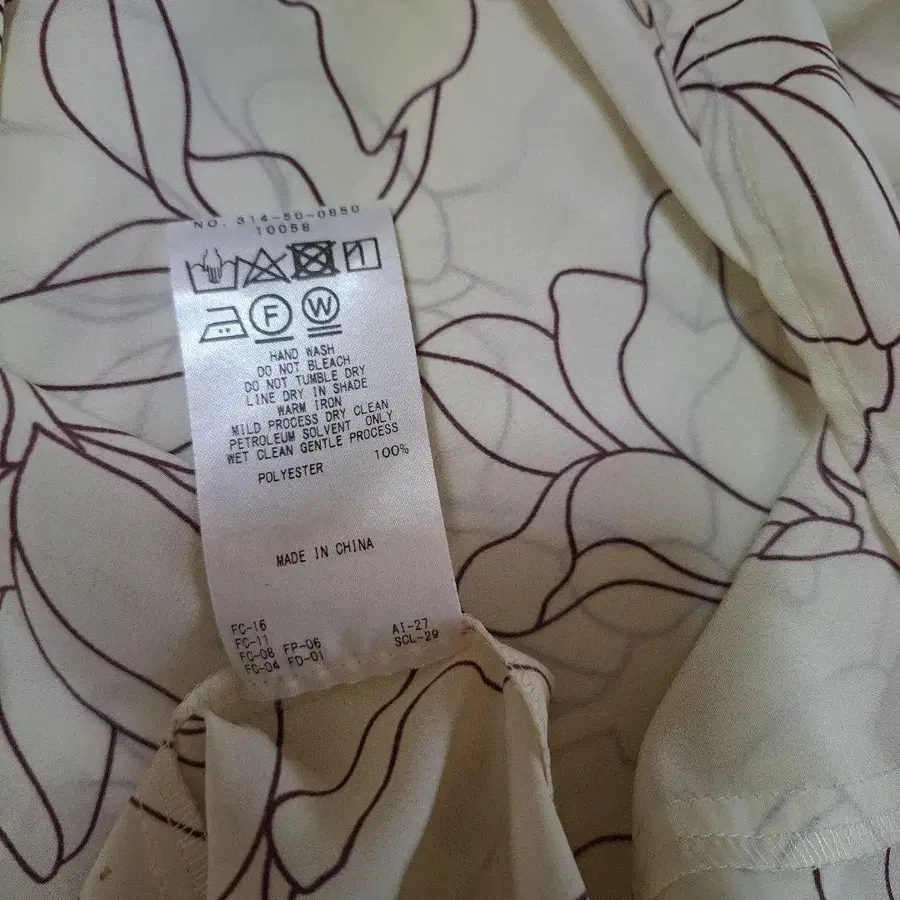 NO. 314-50-0850
10058
F W
HAND WASH
DO NOT BLEACH
DO NOT TUMBLE DRY
LINE DRY IN SHADE
WARM IRON
MILD PROCESS DRY CLEAN
PETROLEUM SOLVENT ONLY
WET CLEAN GENTLE PROCESS
POLYESTER 100%
MADE IN CHINA
FC-16 AI-27
FC-11 SCL-29
FC-08 FP-06
FC-04 FD-01